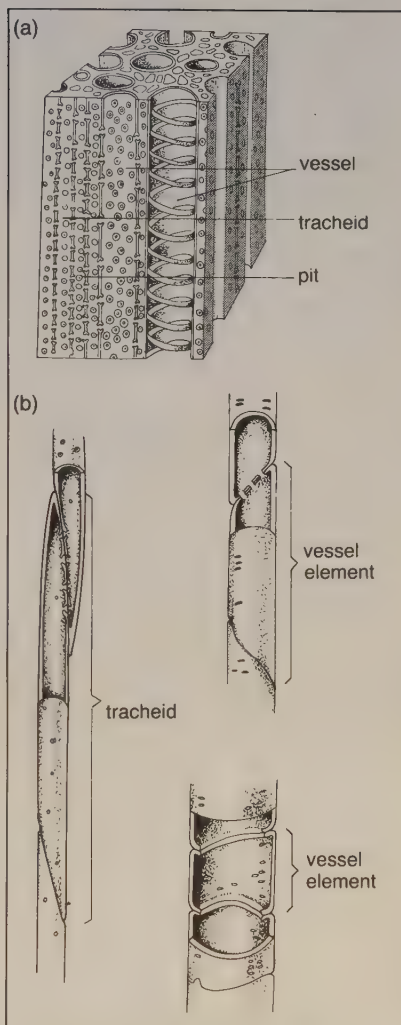 (a)
vessel
tracheid
pit
(b)
vessel
element
tracheid
vessel
element